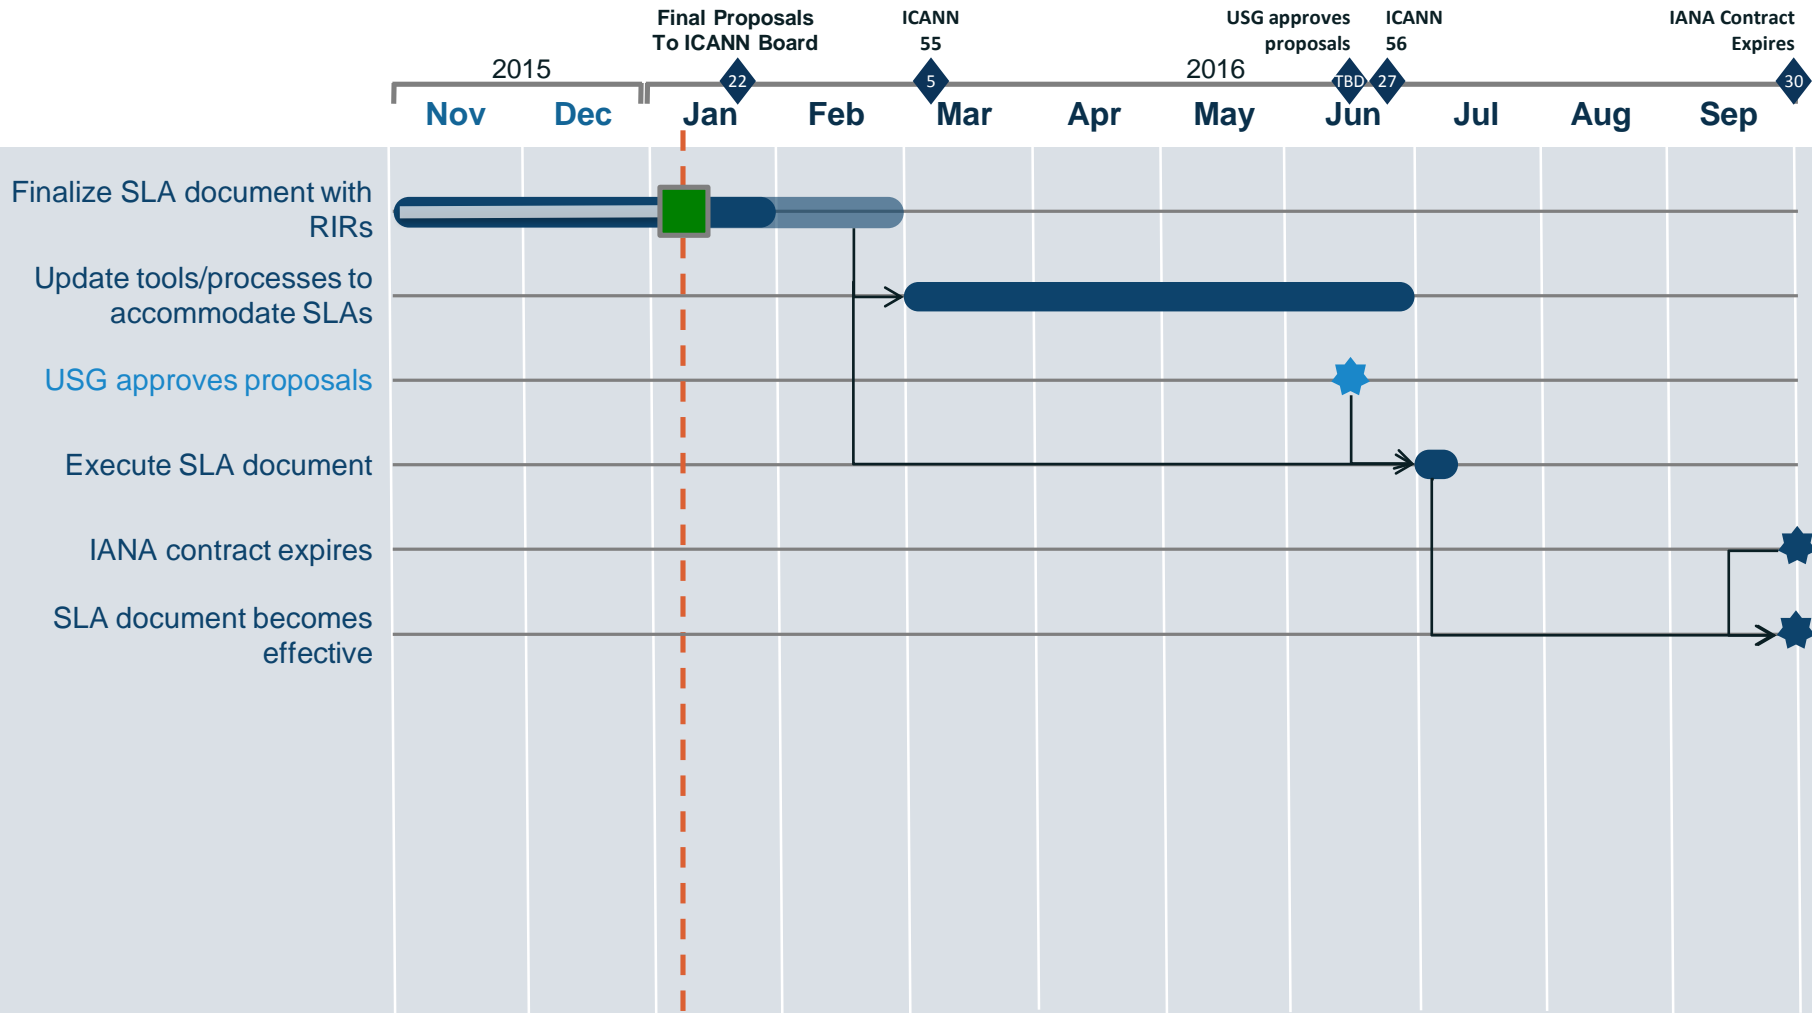 Final Proposals
To ICANN Board
ICANN
55
USG approves
proposals
ICANN
56
IANA Contract
Expires
2015
2016
22
5
TBD
27
30
Nov
Dec
Jan
Feb
Mar
Apr
May
Jun
Jul
Aug
Sep
Finalize SLA document with
RIRs
Update tools/processes to
accommodate SLAs
USG approves proposals
Execute SLA document
IANA contract expires
SLA document becomes
effective